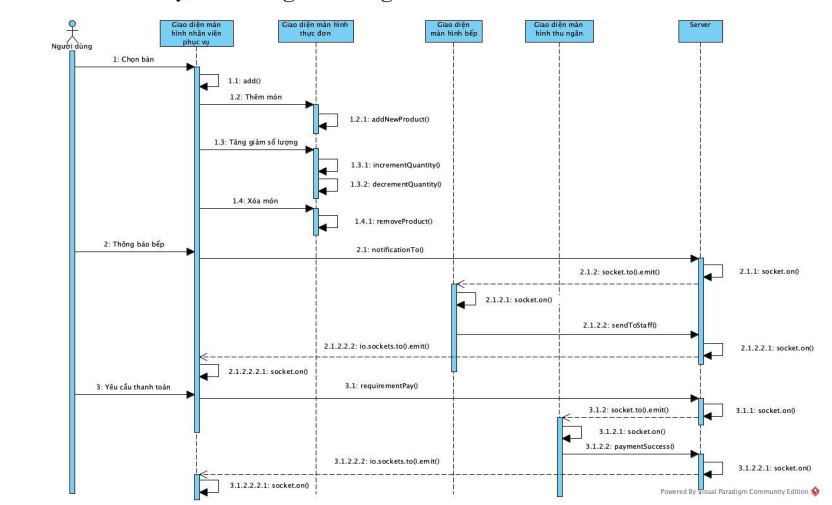 Người dùng
Giao diện màn
hình nhân viên
phục vụ
Giao diện màn hình
thực đơn
Giao diện
màn hình bếp
Giao diện màn
hình thu ngân
Server
1: Chọn bàn
1.1: add()
1.2: Thêm món
1.2.1: addNewProduct()
1.3: Tăng giảm số lượng
1.3.1: incrementQuantity()
1.3.2: decrementQuantity()
1.4: Xóa món
1.4.1: removeProduct()
2: Thông báo bếp
2.1: notificationTo()
2.1.1: socket.on()
2.1.2: socket.to().emit()
2.1.2.1: socket.on()
2.1.2.2: sendToStaff()
2.1.2.2.1: socket.on()
2.1.2.2.2: io.sockets.to().emit()
2.1.2.2.2.1: socket.on()
3: Yêu cầu thanh toán
3.1: requirementPay()
3.1.1: socket.on()
3.1.2: socket.to().emit()
3.1.2.1: socket.on()
3.1.2.2: paymentSuccess()
3.1.2.2.1: socket.on()
3.1.2.2.2: io.sockets.to().emit()
3.1.2.2.2.1: socket.on()
Powered By Visual Paradigm Community Edition